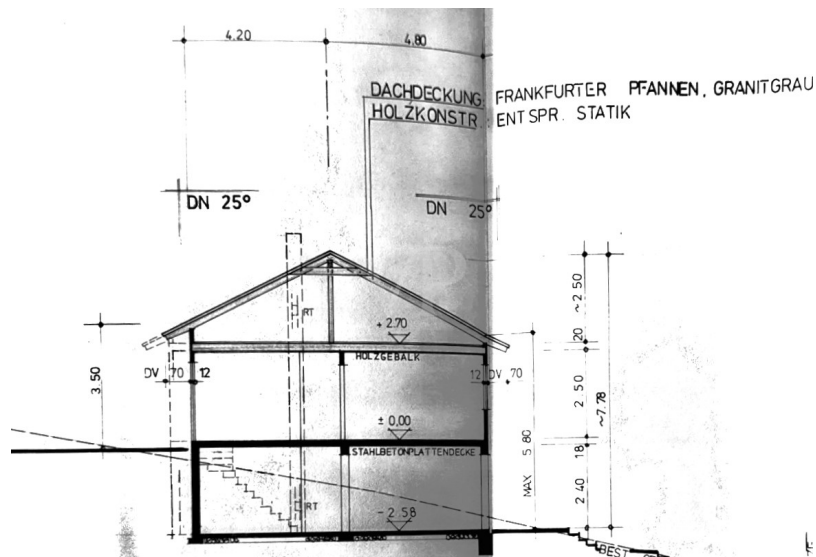 4.20
4.80
DACHDECKUNG FRANKFURTER PFANNEN, GRANITGRAU
HOLZKONSTR. ENTSPR. STATIK
DN 25°
DN 25°
RT
+ 2.70
HOLZGEBÄLK
DV .70 12
12 DV .70
3.50
± 0,00
STAHLBETONPLATTENDECKE
RT
- 2.58
MAX 5.80
~ 2.50
20
2.50
18
2.40
~7.78
BEST